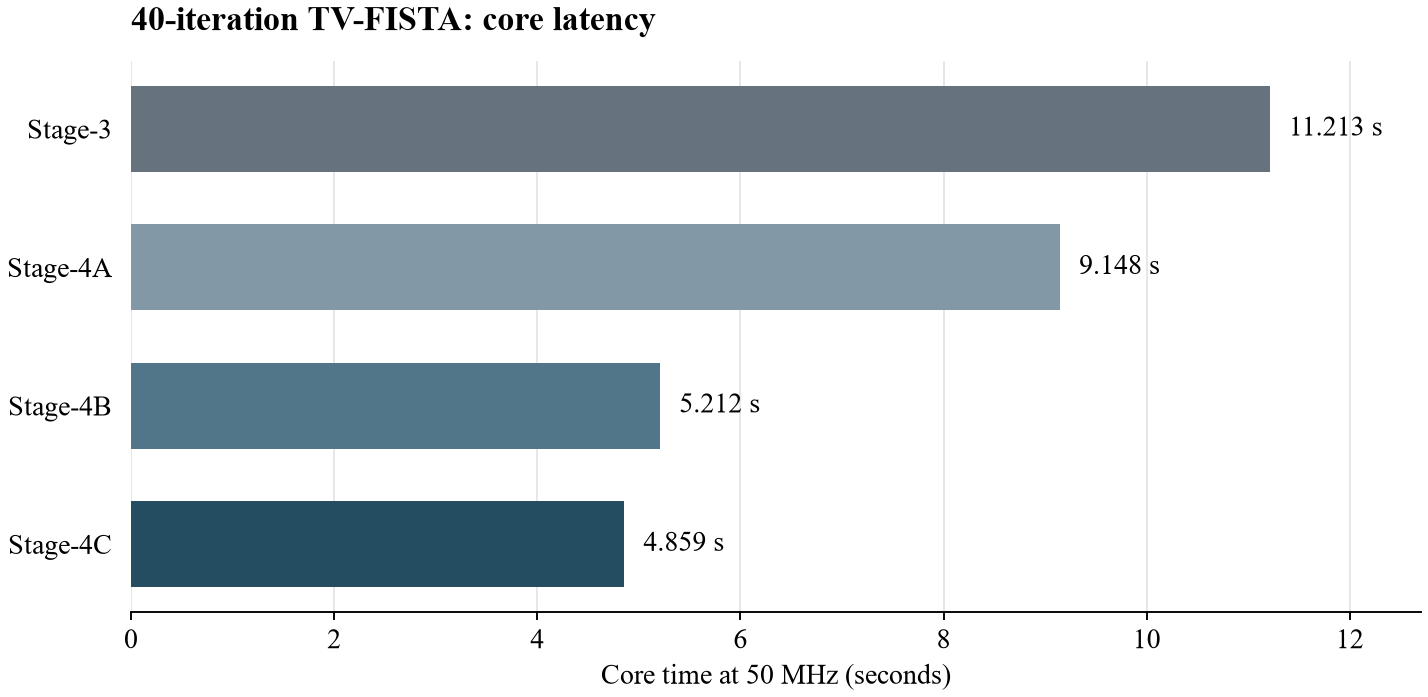 40-iteration TV-FISTA: core latency
Stage-3
11.213 s
Stage-4A
9.148 s
Stage-4B
5.212 s
Stage-4C
4.859 s
0 2 4 6 8 10 12
Core time at 50 MHz (seconds)